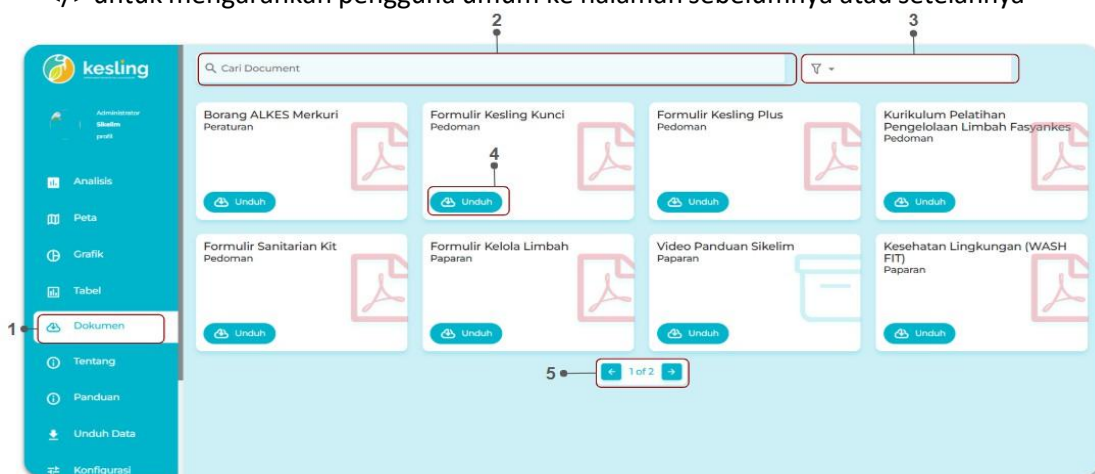 </> untuk mengarahkan pengguna umum ke halaman sebelumnya atau setelahnya
2
3
kesling
Cari Document
Administrator
Sikelim
profil
Borang ALKES Merkuri
Peraturan
Unduh
Formulir Kesling Kunci
Pedoman
4
Unduh
Formulir Kesling Plus
Pedoman
Unduh
Kurikulum Pelatihan
Pengelolaan Limbah Fasyankes
Pedoman
Unduh
Analisis
Peta
Grafik
Tabel
1
Dokumen
Tentang
Panduan
Unduh Data
Konfigurasi
Formulir Sanitarian Kit
Pedoman
Unduh
Formulir Kelola Limbah
Paparan
Unduh
Video Panduan Sikelim
Paparan
Unduh
Kesehatan Lingkungan (WASH
FIT)
Paparan
Unduh
5
1 of 2